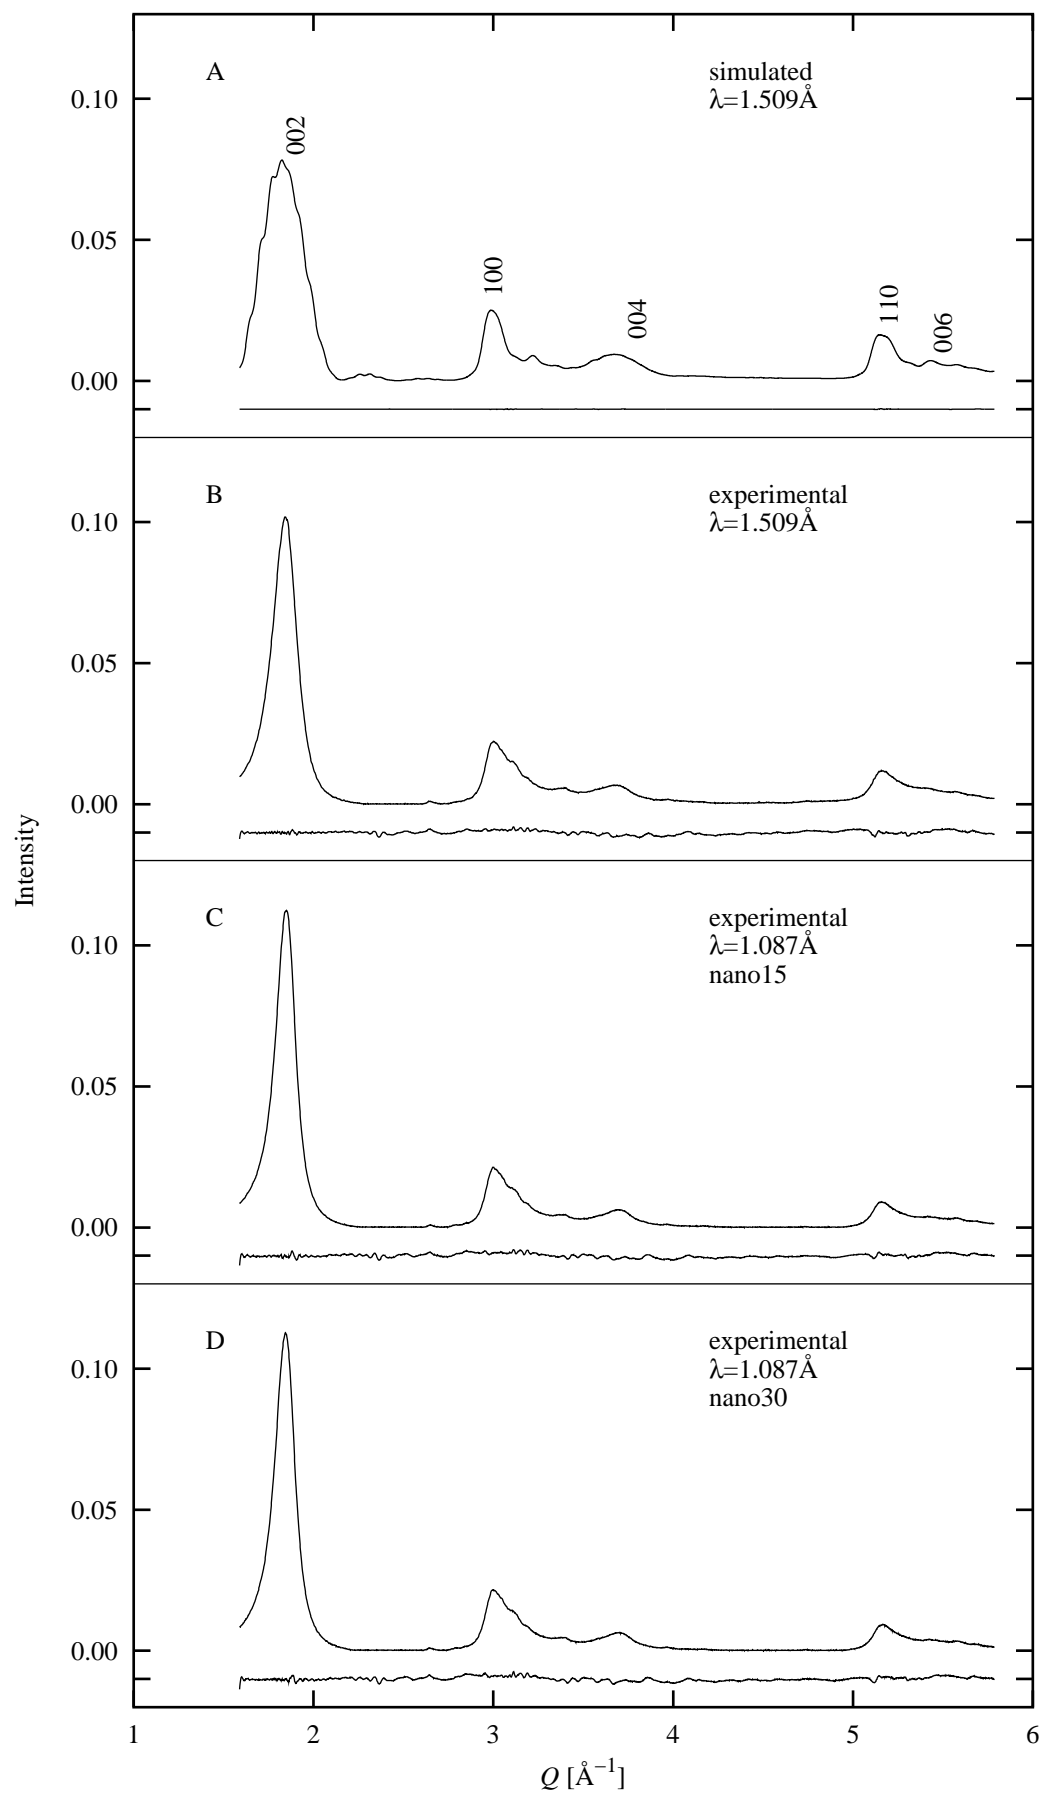 A
simulated
λ=1.509Å
0.10
002
0.05
100
004
110
006
0.00
B
experimental
λ=1.509Å
0.10
0.05
0.00
Intensity
C
experimental
λ=1.087Å
nano15
0.10
0.05
0.00
D
experimental
λ=1.087Å
nano30
0.10
0.05
0.00
1 2 3 4 5 6
Q [Å⁻¹]